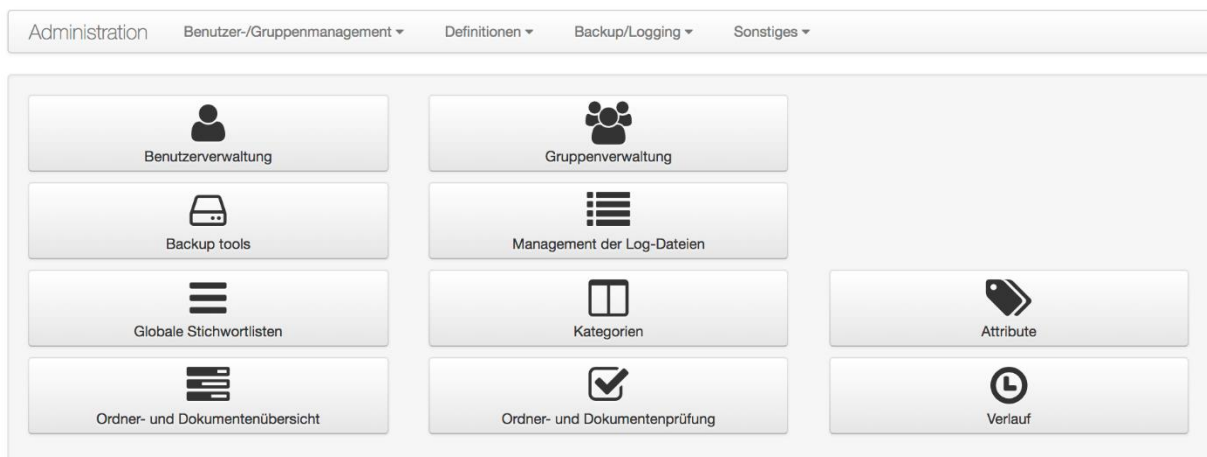 Administration Benutzer-/Gruppenmanagement Definitionen Backup/Logging Sonstiges
Benutzerverwaltung Gruppenverwaltung
Backup tools Management der Log-Dateien
Globale Stichwortlisten Kategorien Attribute
Ordner- und Dokumentenübersicht Ordner- und Dokumentenprüfung Verlauf